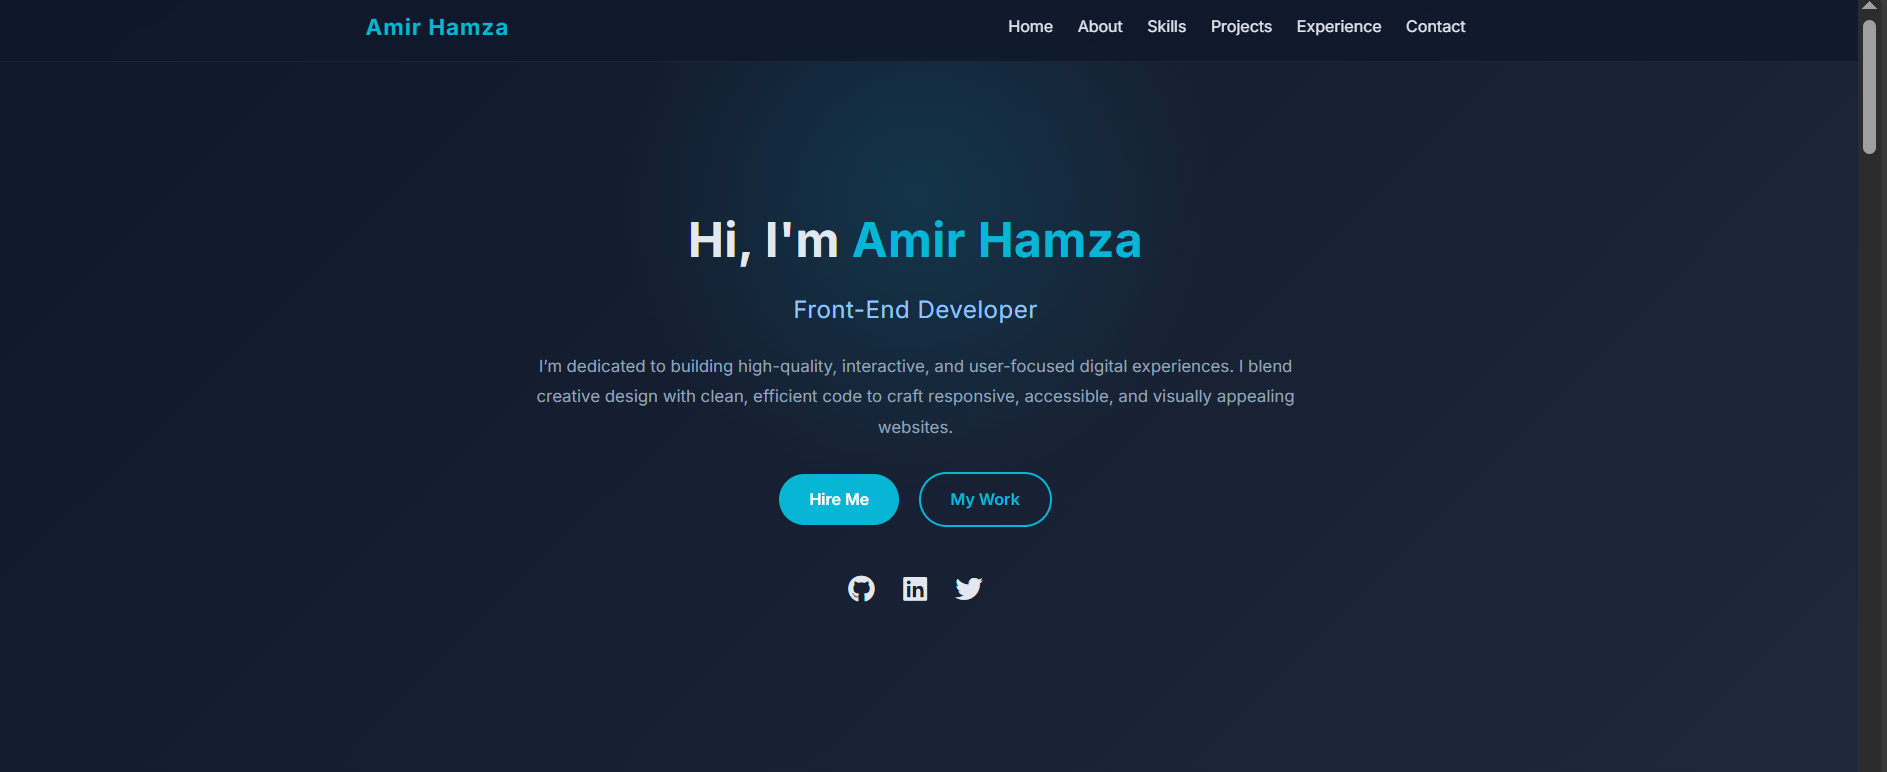 Amir Hamza
Home About Skills Projects Experience Contact
Hi, I'm Amir Hamza
Front-End Developer
I’m dedicated to building high-quality, interactive, and user-focused digital experiences. I blend
creative design with clean, efficient code to craft responsive, accessible, and visually appealing
websites.
Hire Me My Work
in